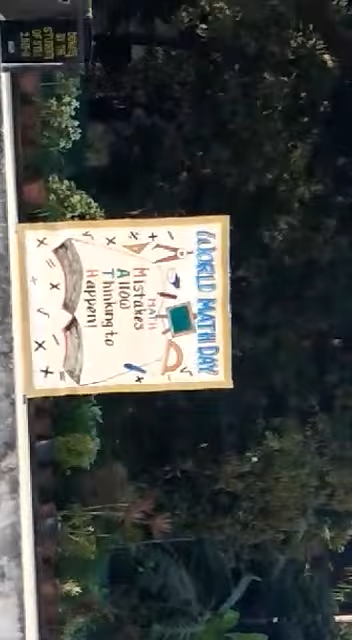 WORLD MATH DAY
MATH
Mistakes
Allow
Thinking to
Happen!